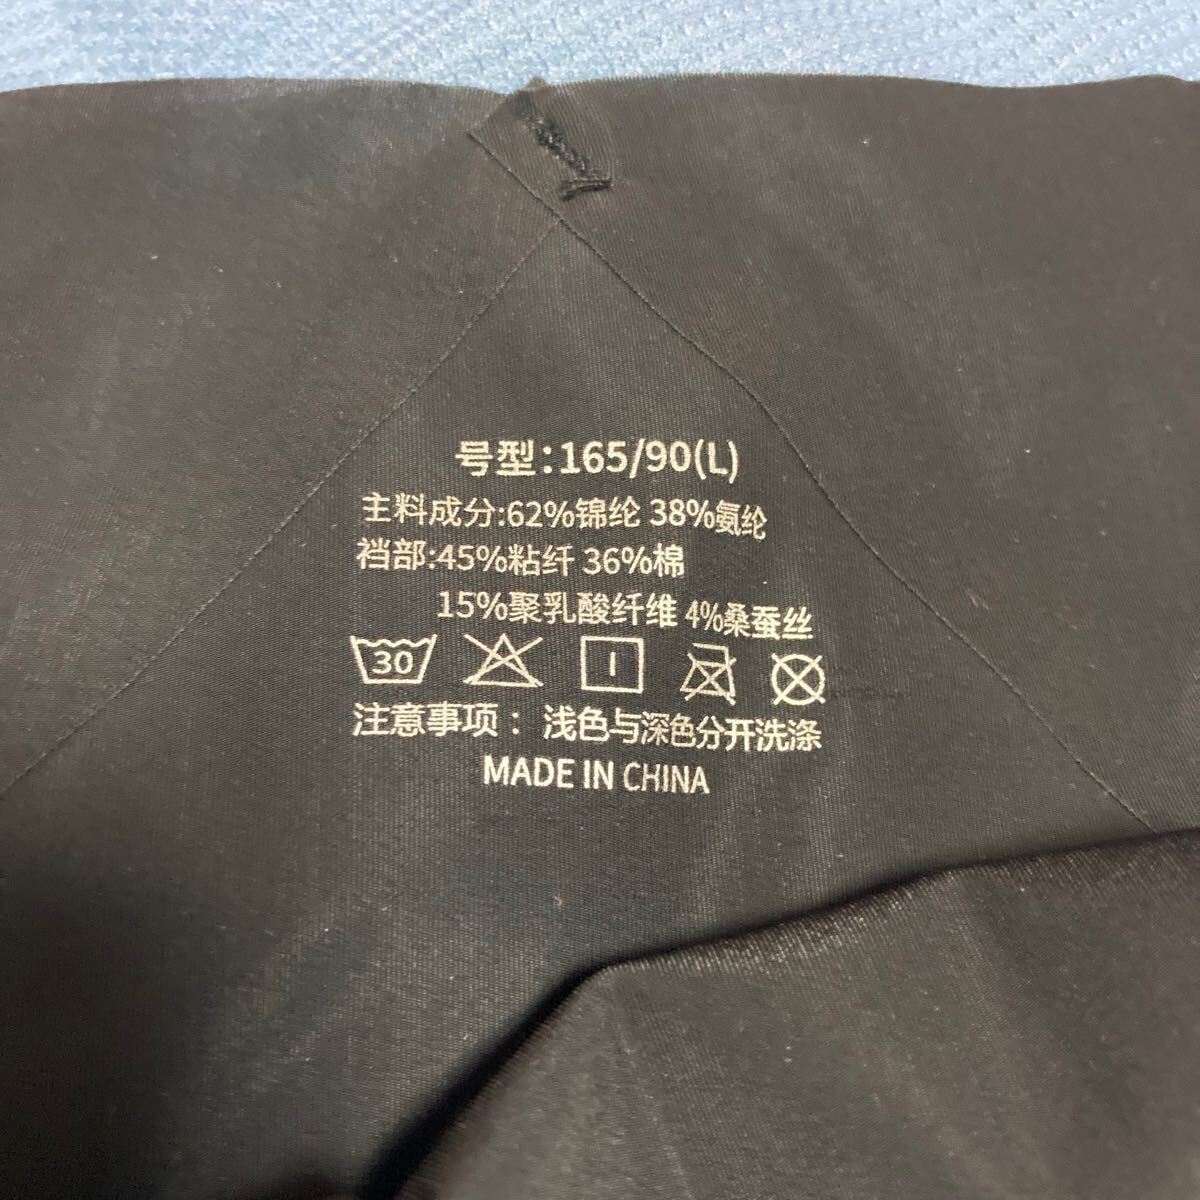 号型:165/90(L)
主料成分:62%锦纶 38%氨纶
裆部:45%粘纤 36%棉
15%聚乳酸纤维 4%桑蚕丝
30
注意事项：浅色与深色分开洗涤
MADE IN CHINA